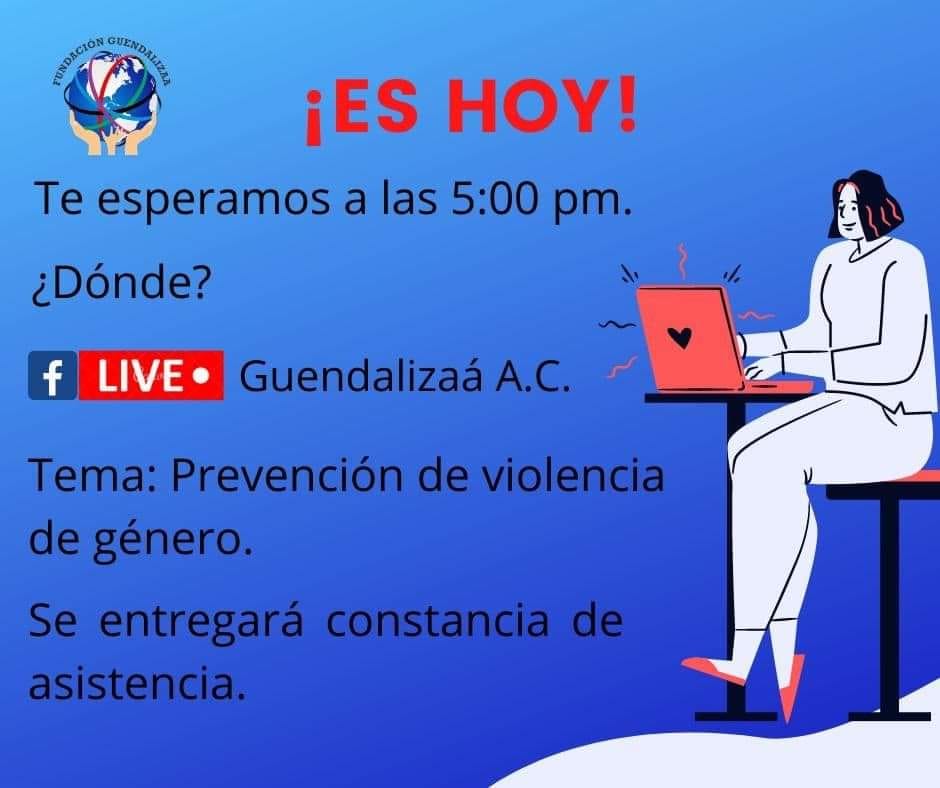 FUNDACIÓN GUENDALIZAA
¡ES HOY!
Te esperamos a las 5:00 pm.
¿Dónde?
f LIVE Guendalizaá A.C.
Tema: Prevención de violencia
de género.
Se entregará constancia de
asistencia.